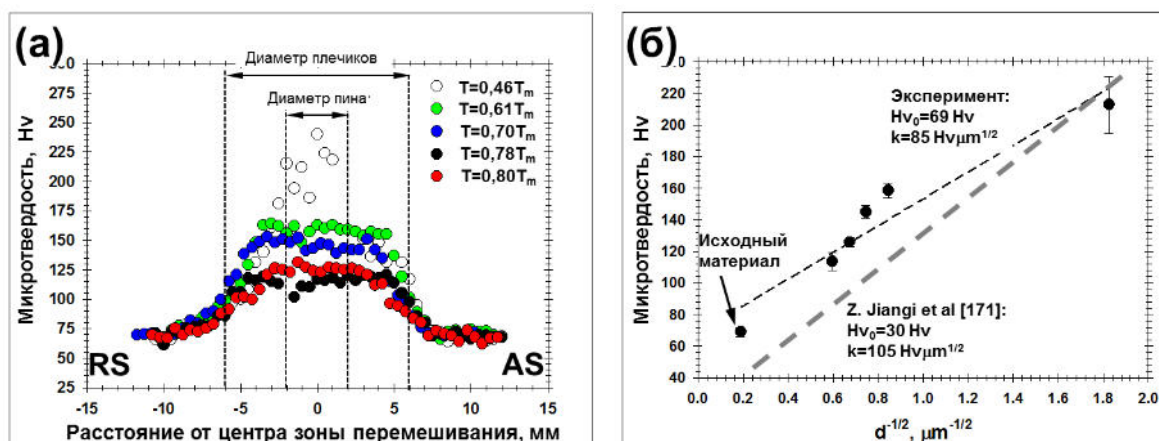 (а)
Микротвердость, Hv
300
275
250
225
200
175
150
125
100
75
50
25
Диаметр плечиков
Диаметр пина
T=0,46Tm
T=0,61Tm
T=0,70Tm
T=0,78Tm
T=0,80Tm
RS
AS
-15 -10 -5 0 5 10 15
Расстояние от центра зоны перемешивания, мм
(б)
Микротвердость, Hv
220
200
180
160
140
120
100
80
60
40
Эксперимент:
Hv0=69 Hv
k=85 Hvμm1/2
Исходный
материал
Z. Jiangi et al [171]:
Hv0=30 Hv
k=105 Hvμm1/2
0.0 0.2 0.4 0.6 0.8 1.0 1.2 1.4 1.6 1.8 2.0
d-1/2, μm-1/2